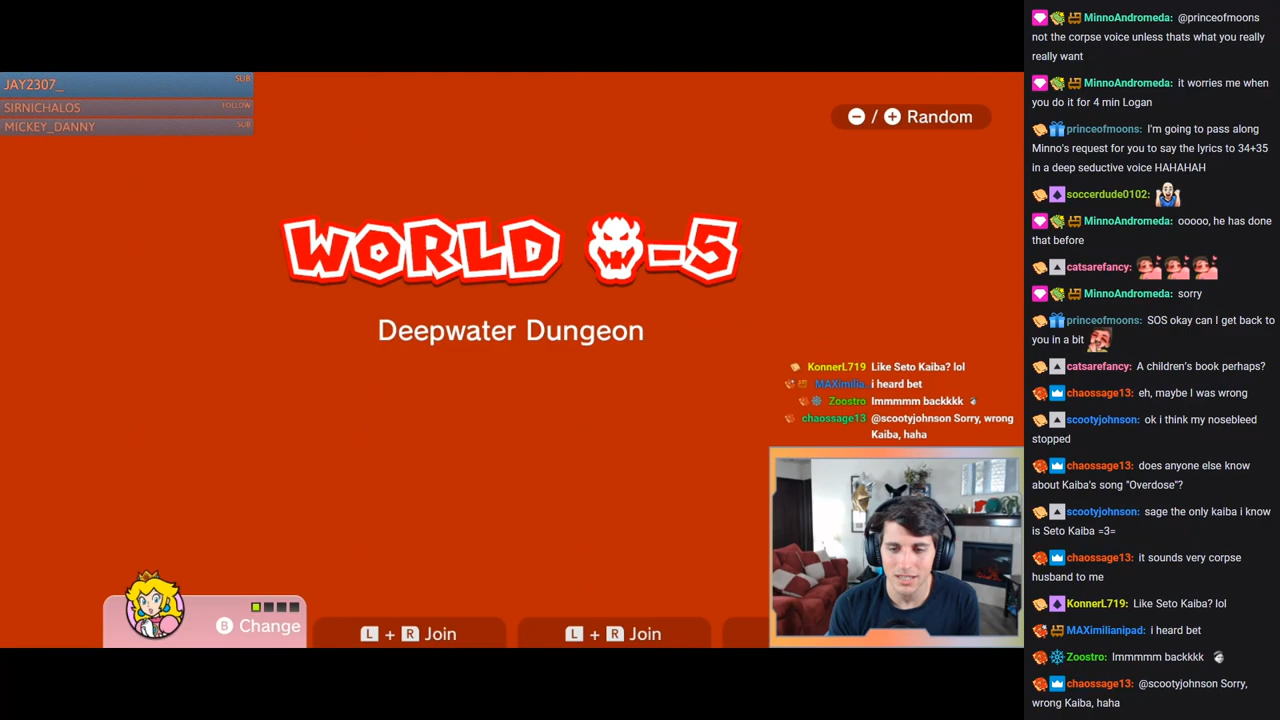 JAY2307_ SUB
SIRNICHALOS FOLLOW
MICKEY_DANNY SUB
- / + Random
WORLD -5
Deepwater Dungeon
KonnerL719 Like Seto Kaiba? lol
MAXimilia. i heard bet
Zoostro Immmmm backkkk
chaossage13 @scootyjohnson Sorry, wrong
Kaiba, haha
B Change
L + R Join
L + R Join
MinnoAndromeda: @princeofmoons
not the corpse voice unless thats what you really
really want
MinnoAndromeda: it worries me when
you do it for 4 min Logan
princeofmoons: I'm going to pass along
Minno's request for you to say the lyrics to 34+35
in a deep seductive voice HAHAHAH
soccerdude0102:
MinnoAndromeda: ooooo, he has done
that before
catsarefancy:
MinnoAndromeda: sorry
princeofmoons: SOS okay can I get back to
you in a bit
catsarefancy: A children's book perhaps?
chaossage13: eh, maybe I was wrong
scootyjohnson: ok i think my nosebleed
stopped
chaossage13: does anyone else know
about Kaiba's song "Overdose"?
scootyjohnson: sage the only kaiba i know
is Seto Kaiba =3=
chaossage13: it sounds very corpse
husband to me
KonnerL719: Like Seto Kaiba? lol
MAXimilianipad: i heard bet
Zoostro: Immmmm backkkk
chaossage13: @scootyjohnson Sorry,
wrong Kaiba, haha